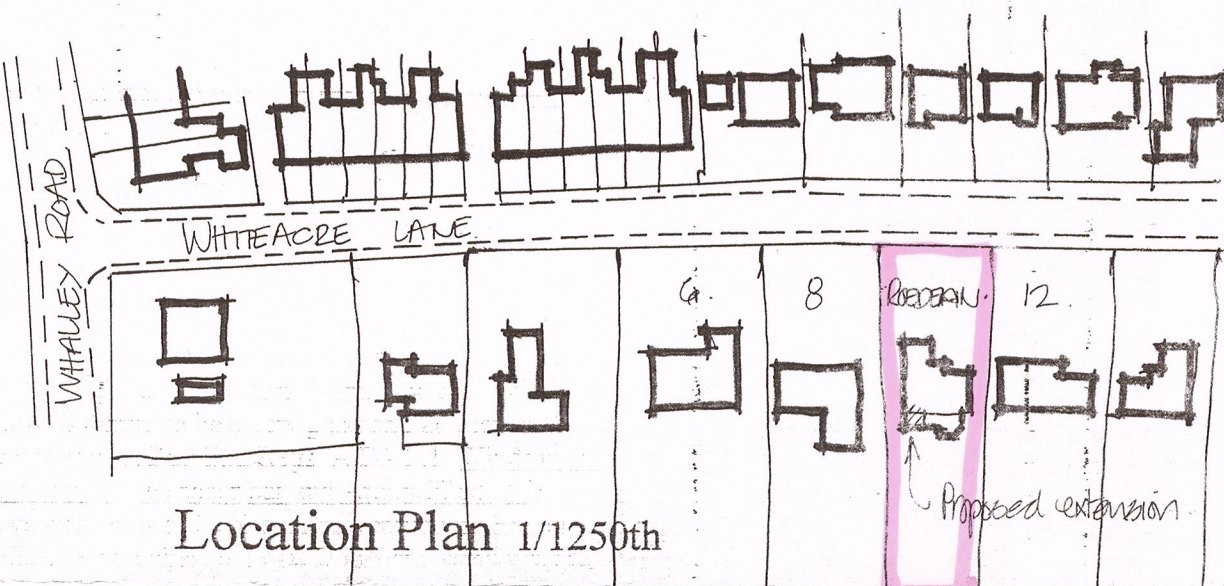 WHALLEY ROAD
WHITEACRE LANE
6.
8
ROEDEAN.
12.
Proposed extension
Location Plan 1/1250th